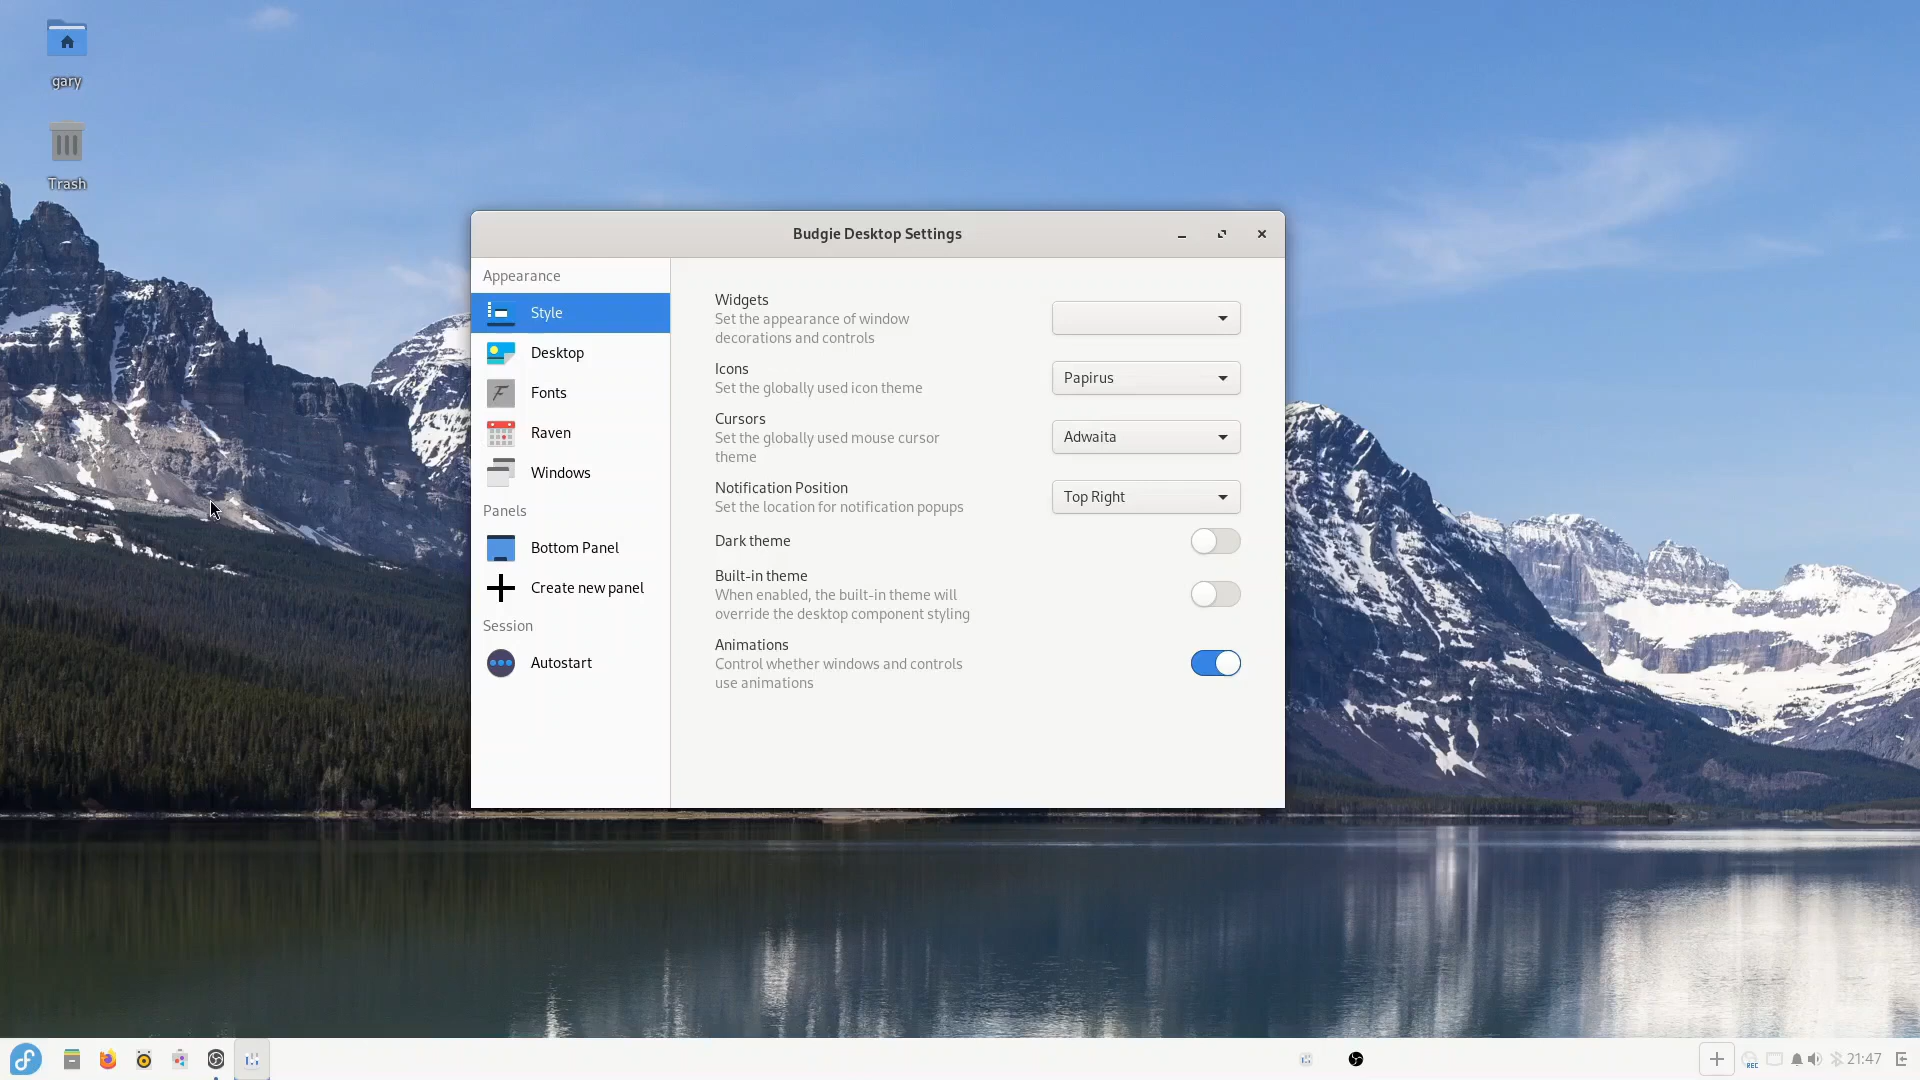 gary
Trash
Budgie Desktop Settings
Appearance
Style
Desktop
Fonts
Raven
Windows
Panels
Bottom Panel
Create new panel
Session
Autostart
Widgets
Set the appearance of window
decorations and controls
Icons
Set the globally used icon theme
Papirus
Cursors
Set the globally used mouse cursor
theme
Adwaita
Notification Position
Set the location for notification popups
Top Right
Dark theme
Built-in theme
When enabled, the built-in theme will
override the desktop component styling
Animations
Control whether windows and controls
use animations
REC
21:47